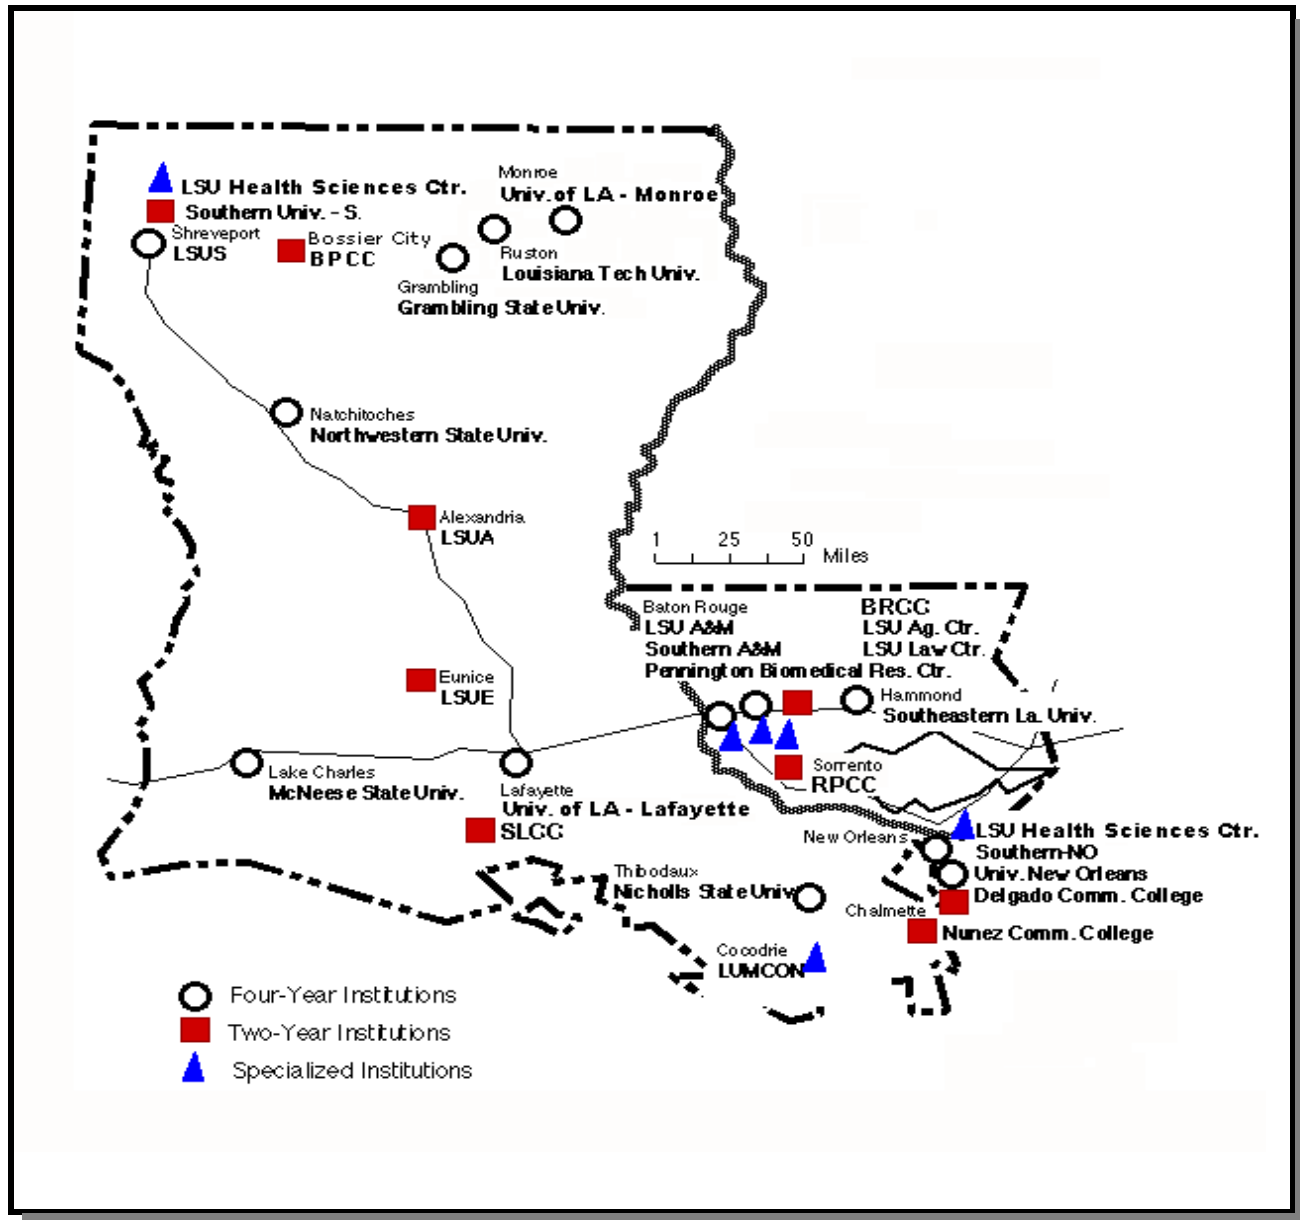 LSU Health Sciences Ctr.
Southern Univ. - S.
Shreveport
LSUS
Bossier City
BPCC
Monroe
Univ. of LA - Monroe
Ruston
Louisiana Tech Univ.
Grambling
Grambling State Univ.
Natchitoches
Northwestern State Univ.
Alexandria
LSUA
1 25 50
Miles
Baton Rouge
LSU A&M
Southern A&M
Pennington Biomedical Res. Ctr.
BRCC
LSU Ag. Ctr.
LSU Law Ctr.
Eunice
LSUE
Hammond
Southeastern La. Univ.
Lake Charles
McNeese State Univ.
Lafayette
Univ. of LA - Lafayette
SLCC
Sorrento
RPCC
New Orleans
LSU Health Sciences Ctr.
Southern-NO
Univ. New Orleans
Delgado Comm. College
Thibodaux
Nicholls State Univ.
Chalmette
Nunez Comm. College
Cocodrie
LUMCON
Four-Year Institutions
Two-Year Institutions
Specialized Institutions